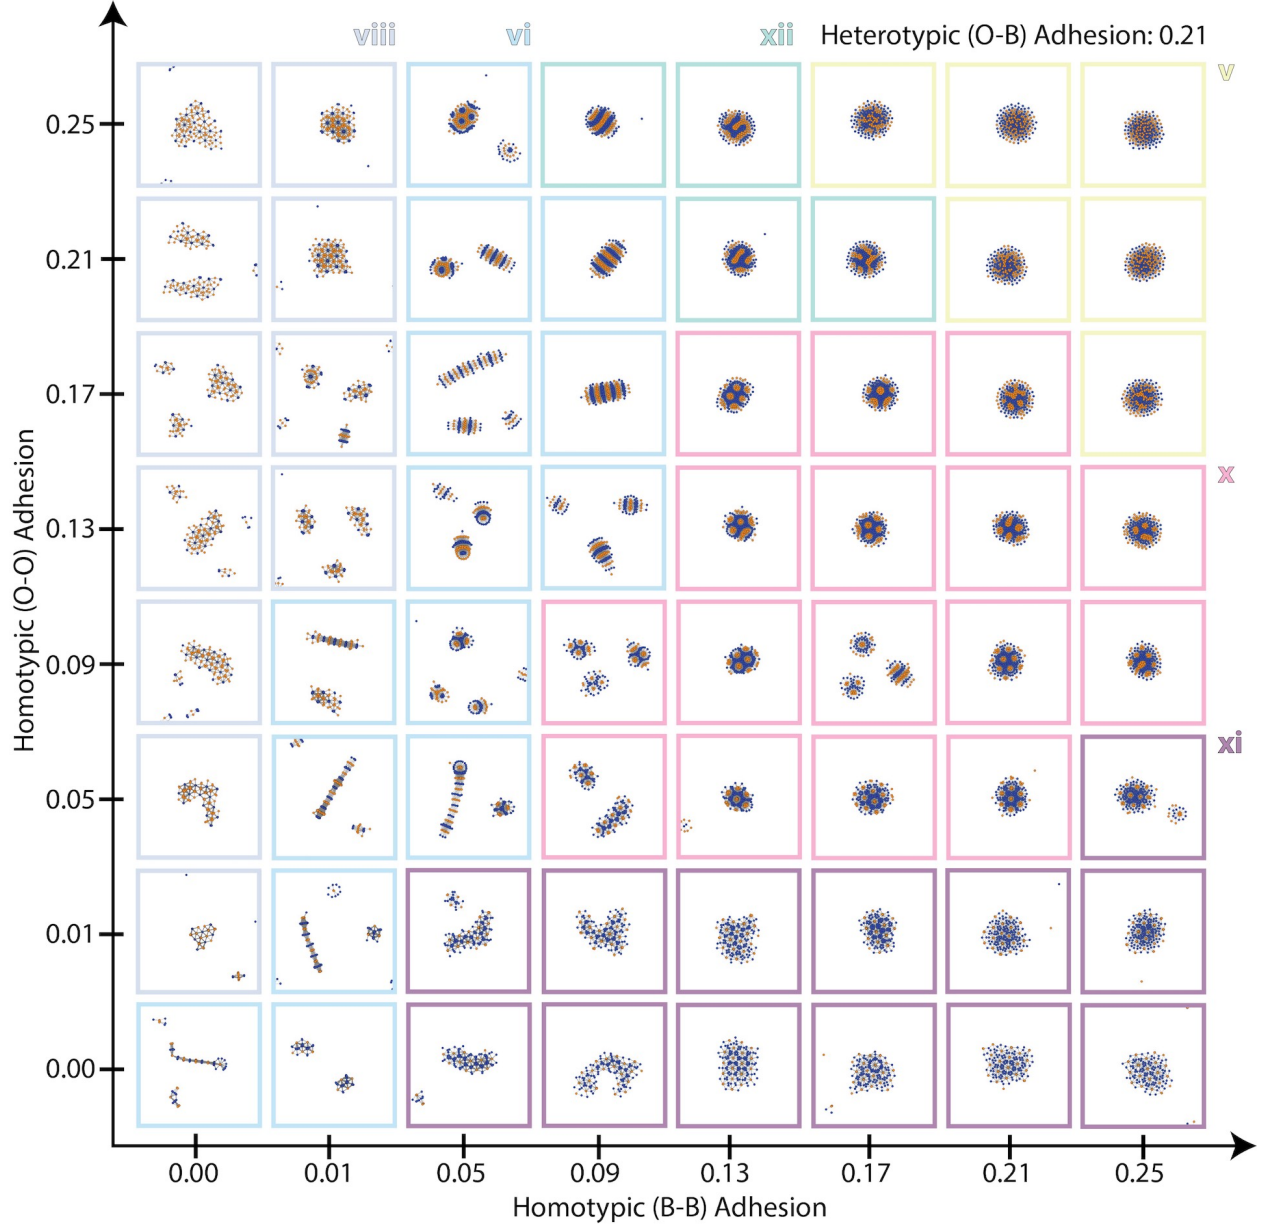 viii
vi
xii
Heterotypic (O-B) Adhesion: 0.21
v
0.25
0.21
0.17
x
0.13
0.09
xi
0.05
0.01
0.00
Homotypic (O-O) Adhesion
0.00 0.01 0.05 0.09 0.13 0.17 0.21 0.25
Homotypic (B-B) Adhesion